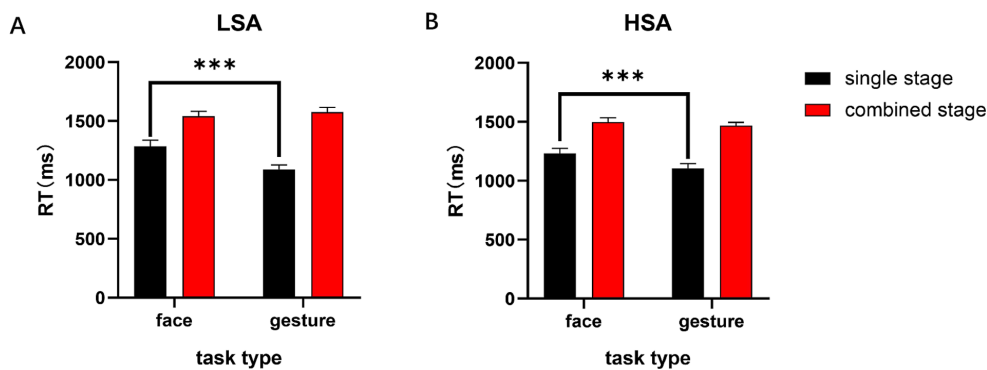 A
LSA
***
2000
1500
1000
500
0
RT(ms)
face
gesture
task type
B
HSA
***
2000
1500
1000
500
0
RT(ms)
face
gesture
task type
single stage
combined stage